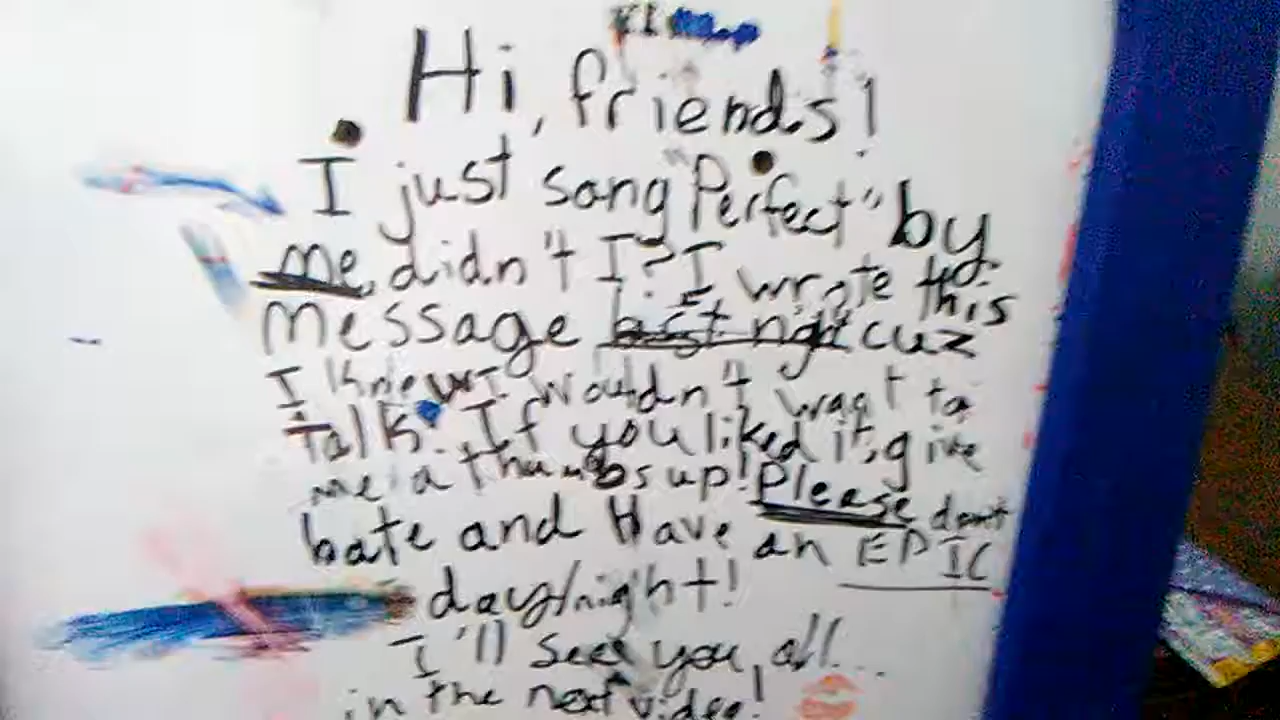 Hi, friends!
I just sang "Perfect" by
me, didn't I? I wrote this
message last night cuz
I knew I wouldn't want to
talk. If you liked it, give
me a thumbs up! Please don't
hate and Have an EPIC
day/night!
I'll see you all...
in the next video!